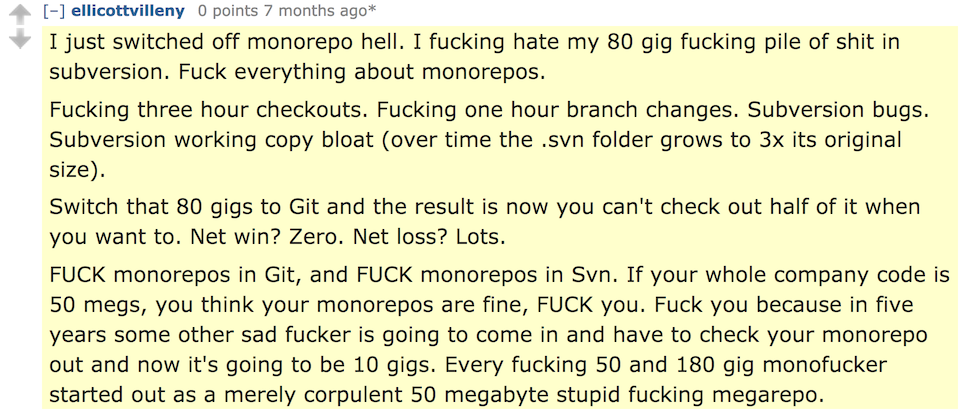 [–] ellicottvilleny 0 points 7 months ago*
I just switched off monorepo hell. I fucking hate my 80 gig fucking pile of shit in
subversion. Fuck everything about monorepos.
Fucking three hour checkouts. Fucking one hour branch changes. Subversion bugs.
Subversion working copy bloat (over time the .svn folder grows to 3x its original
size).
Switch that 80 gigs to Git and the result is now you can't check out half of it when
you want to. Net win? Zero. Net loss? Lots.
FUCK monorepos in Git, and FUCK monorepos in Svn. If your whole company code is
50 megs, you think your monorepos are fine, FUCK you. Fuck you because in five
years some other sad fucker is going to come in and have to check your monorepo
out and now it's going to be 10 gigs. Every fucking 50 and 180 gig monofucker
started out as a merely corpulent 50 megabyte stupid fucking megarepo.